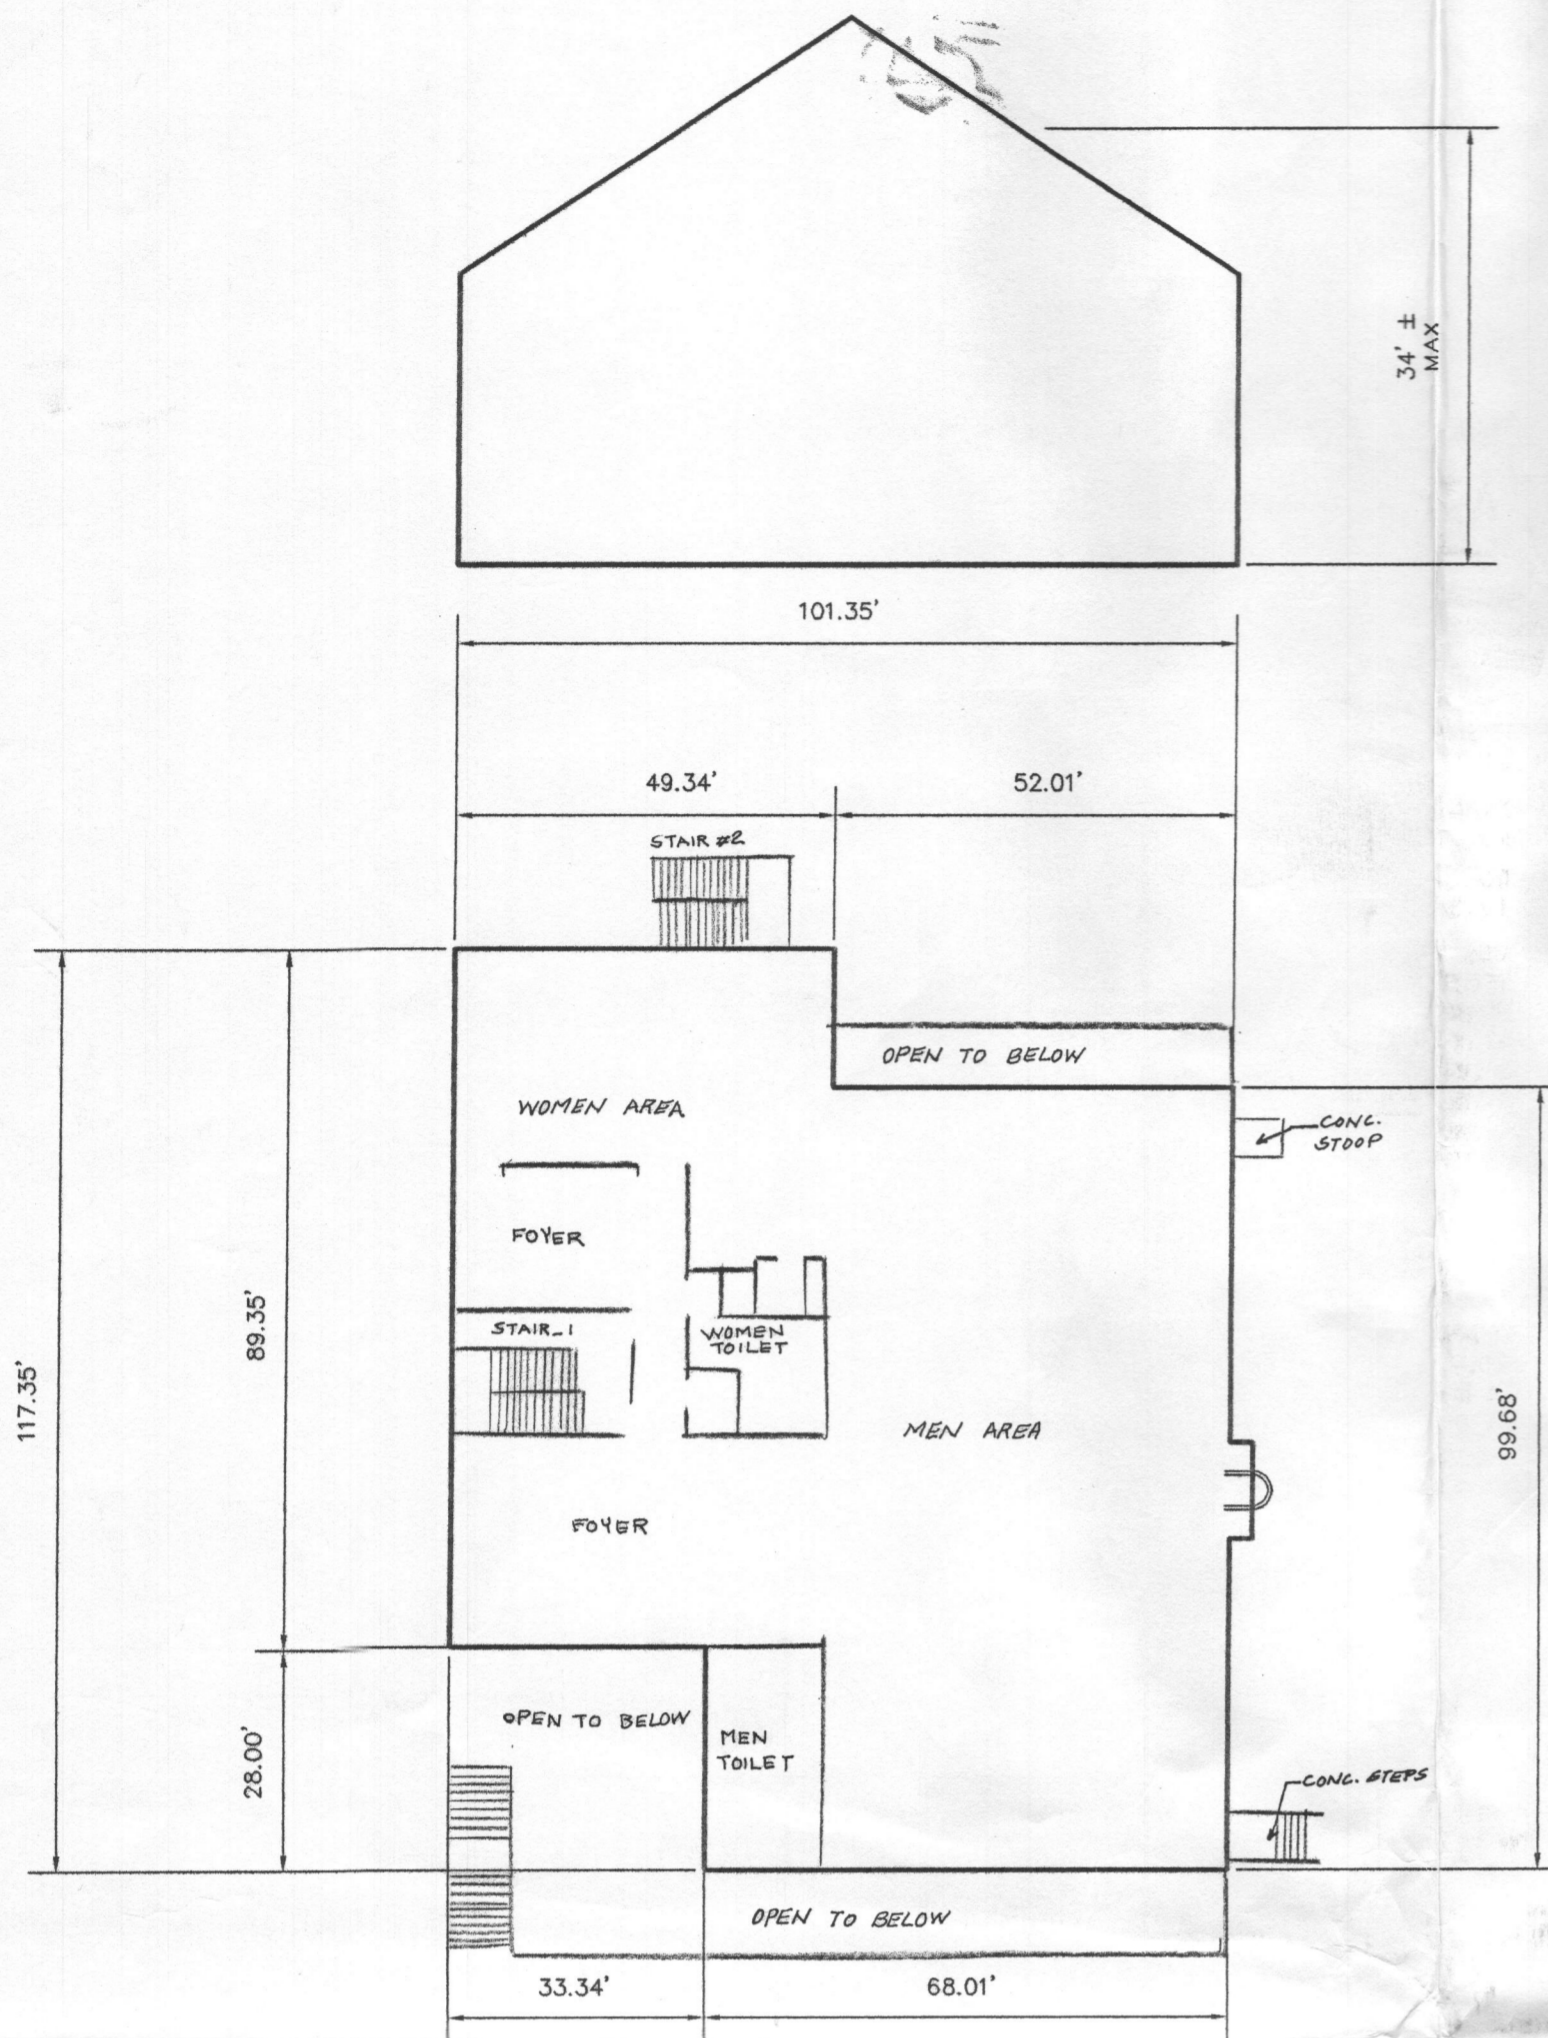 34' ±
MAX
101.35'
49.34'
52.01'
STAIR #2
OPEN TO BELOW
WOMEN AREA
CONC.
STOOP
FOYER
STAIR-1
WOMEN
TOILET
89.35'
117.35'
MEN AREA
99.68'
FOYER
OPEN TO BELOW
MEN
TOILET
28.00'
CONC. STEPS
OPEN TO BELOW
33.34'
68.01'